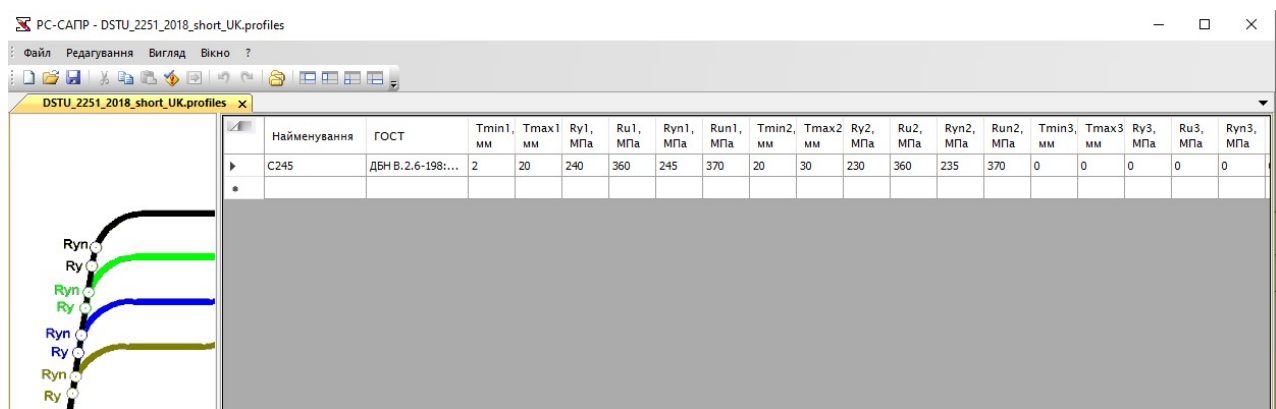 РС-САПР - DSTU_2251_2018_short_UK.profiles
Файл Редагування Вигляд Вікно ?
DSTU_2251_2018_short_UK.profiles x
Найменування ГОСТ Tmin1, мм Tmax1 мм Ry1, МПа Ru1, МПа Ryn1, МПа Run1, МПа Tmin2, мм Tmax2 мм Ry2, МПа Ru2, МПа Ryn2, МПа Run2, МПа Tmin3, мм Tmax3 мм Ry3, МПа Ru3, МПа Ryn3, МПа
C245 ДБН В.2.6-198:... 2 20 240 360 245 370 20 30 230 360 235 370 0 0 0 0 0
Ryn
Ry
Ryn
Ry
Ryn
Ry
Ryn
Ry